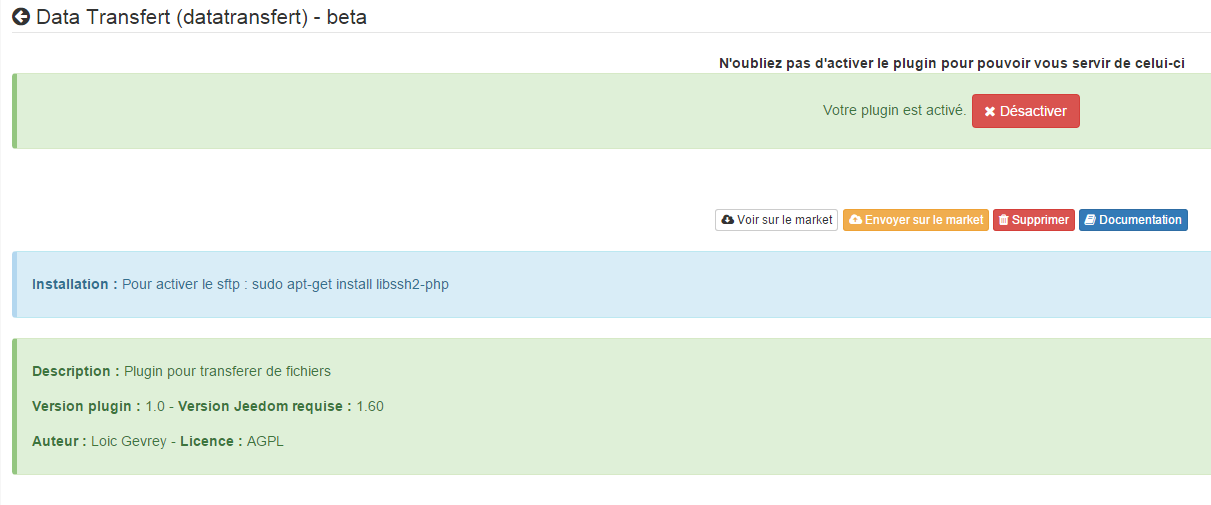 Data Transfert (datatransfert) - beta
N'oubliez pas d'activer le plugin pour pouvoir vous servir de celui-ci
Votre plugin est activé. Désactiver
Voir sur le market Envoyer sur le market Supprimer Documentation
Installation : Pour activer le sftp : sudo apt-get install libssh2-php
Description : Plugin pour transferer de fichiers
Version plugin : 1.0 - Version Jeedom requise : 1.60
Auteur : Loic Gevrey - Licence : AGPL